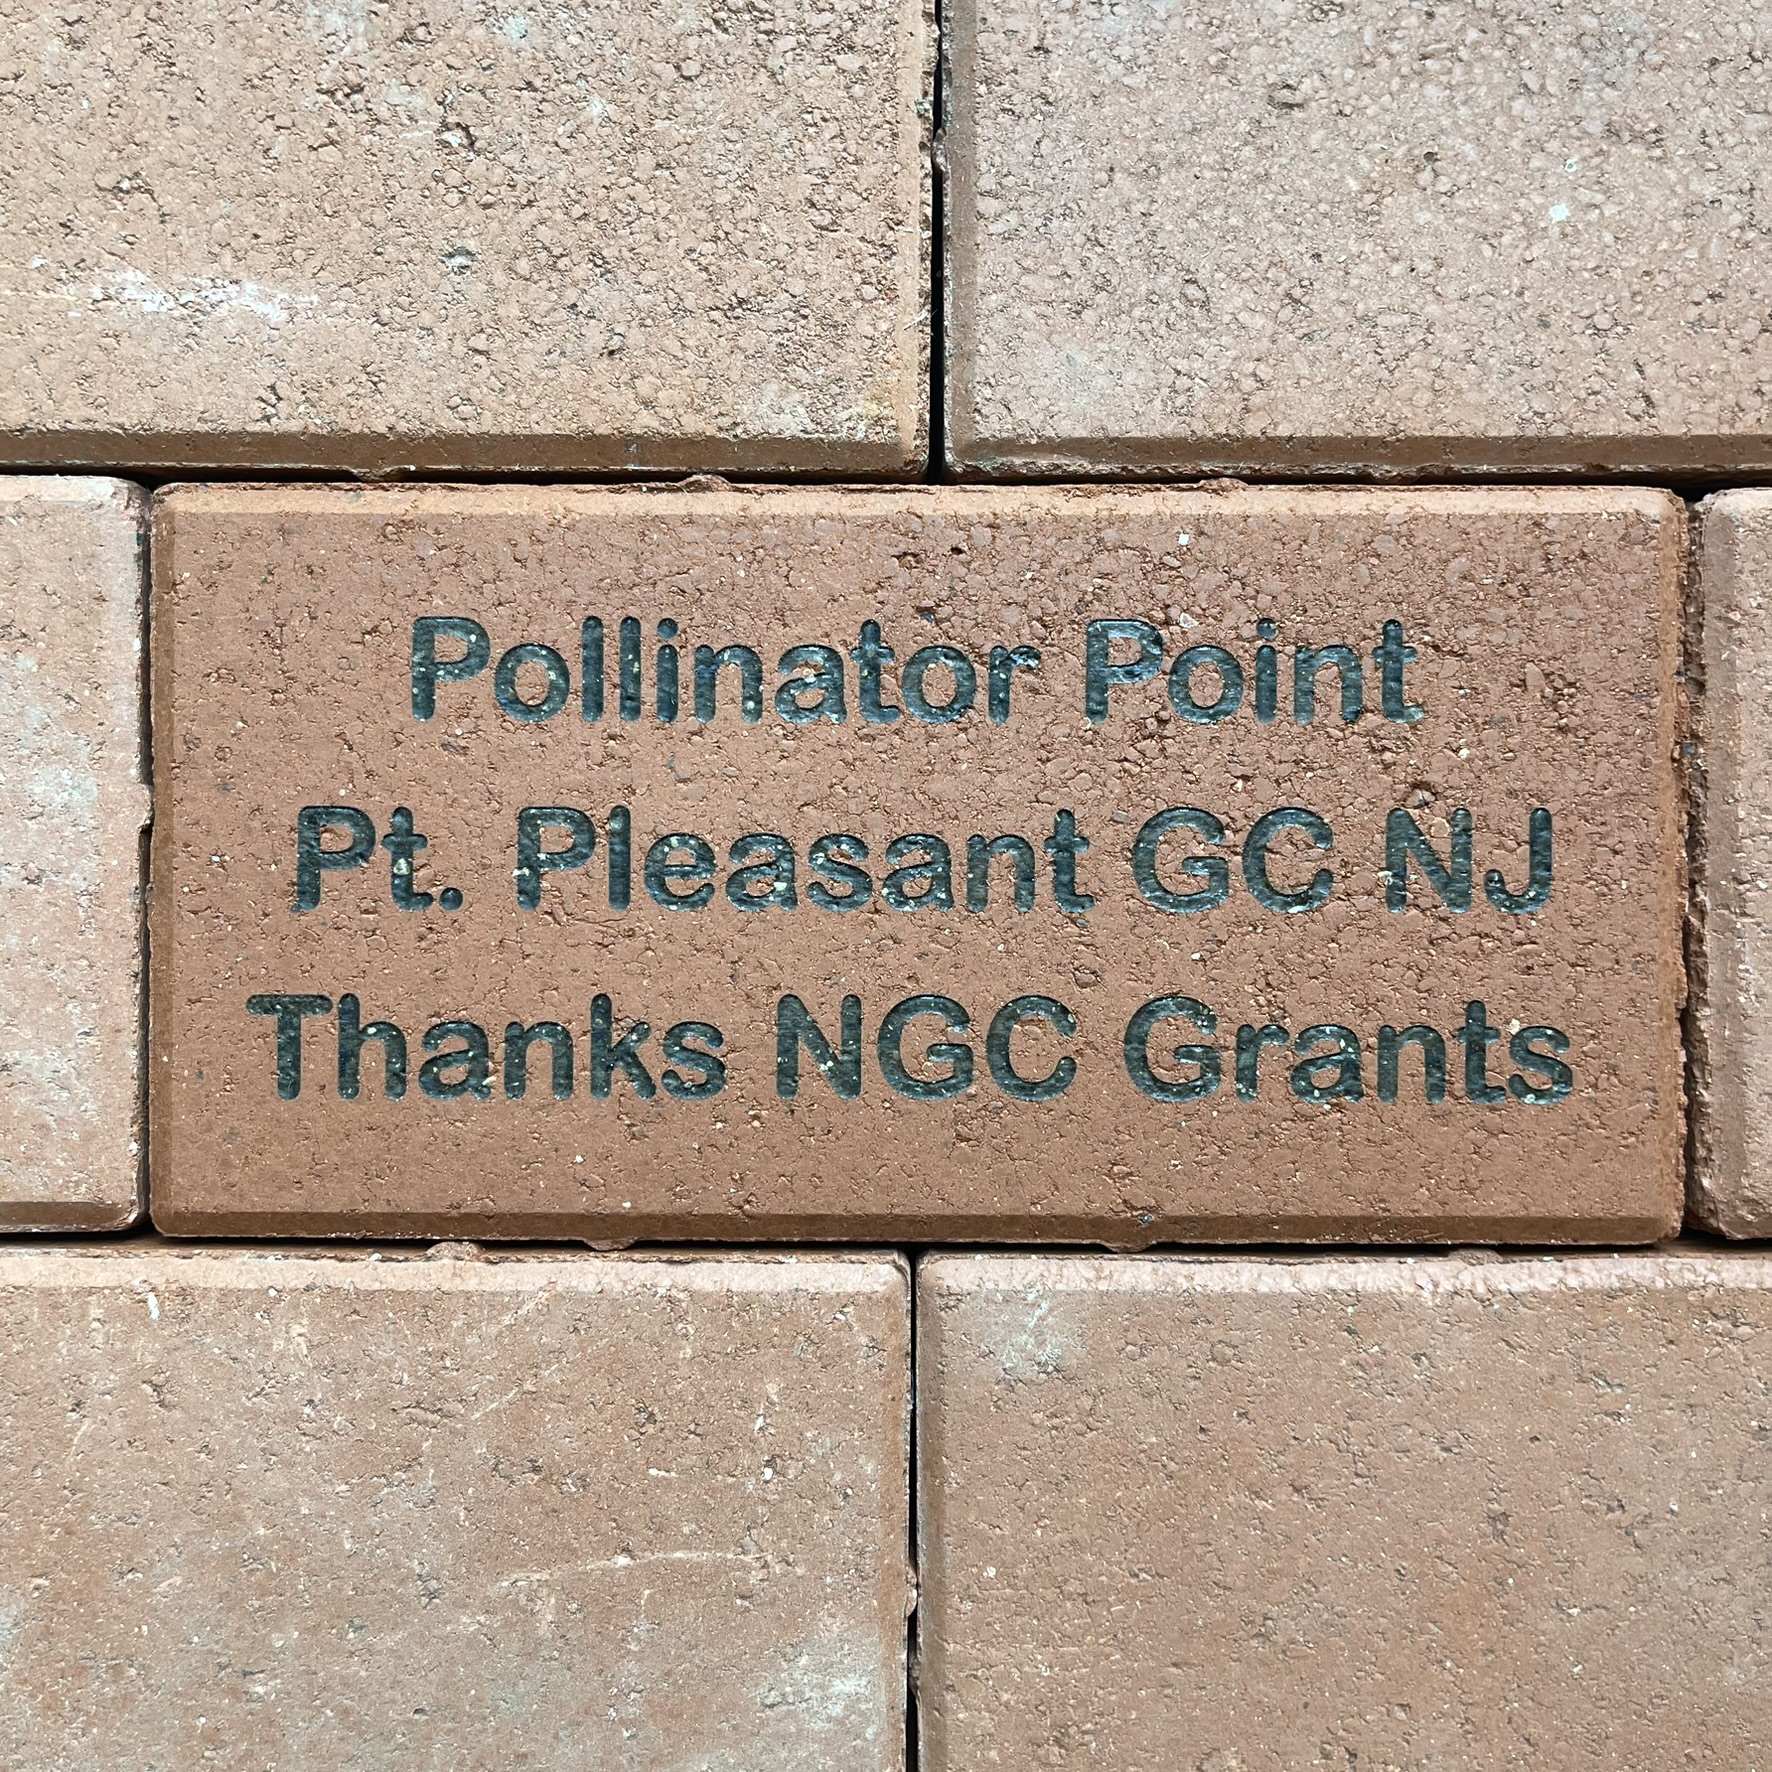 Pollinator Point
Pt. Pleasant GC NJ
Thanks NGC Grants